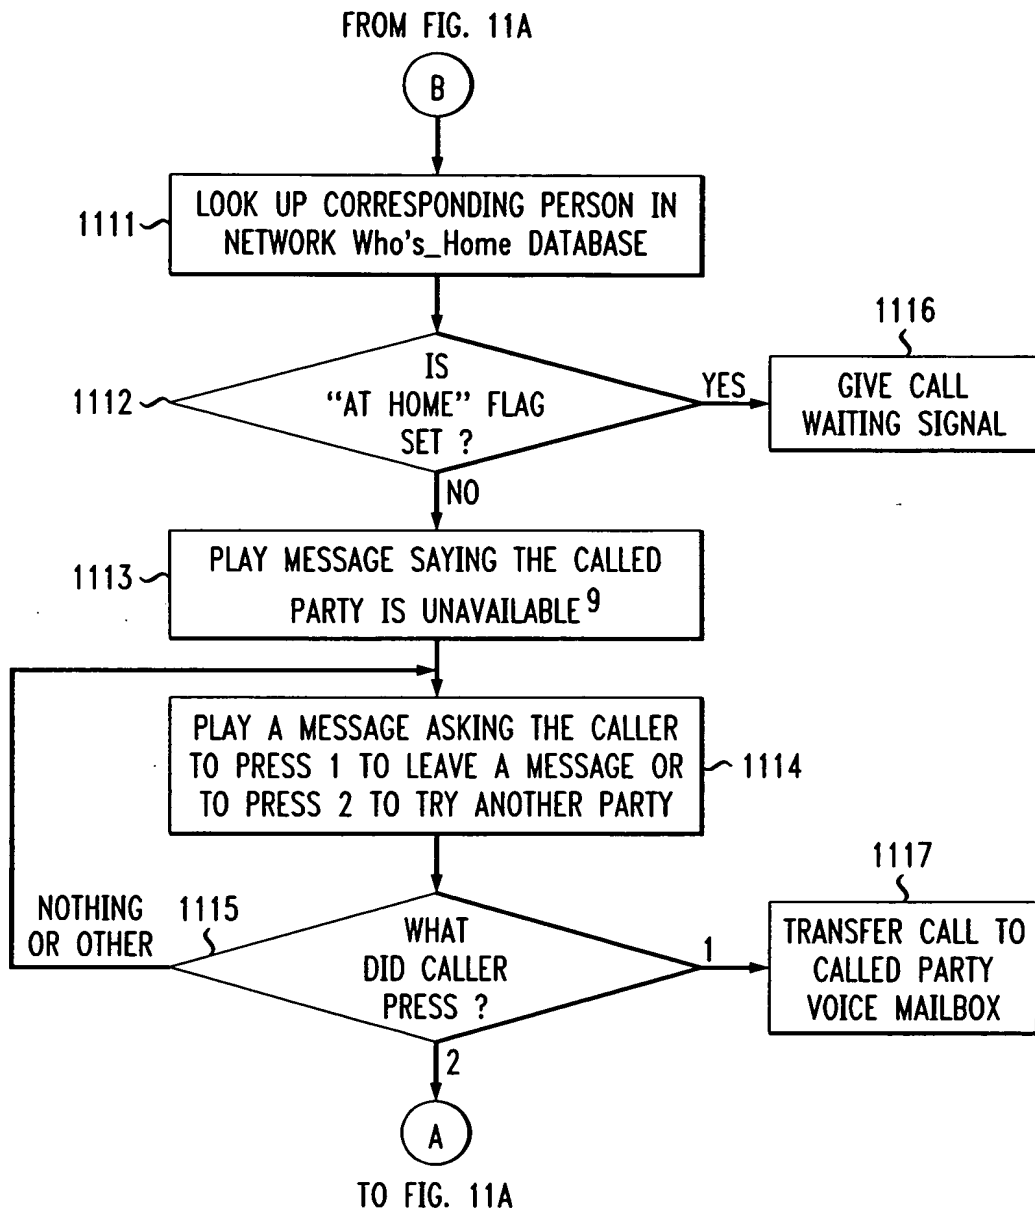 FROM FIG. 11A
B
1111
LOOK UP CORRESPONDING PERSON IN
NETWORK Who's_Home DATABASE
1112
IS
“AT HOME” FLAG
SET ?
YES
1116
GIVE CALL
WAITING SIGNAL
NO
1113
PLAY MESSAGE SAYING THE CALLED
PARTY IS UNAVAILABLE9
PLAY A MESSAGE ASKING THE CALLER
TO PRESS 1 TO LEAVE A MESSAGE OR
TO PRESS 2 TO TRY ANOTHER PARTY
1114
NOTHING
OR OTHER
1115
WHAT
DID CALLER
PRESS ?
1
1117
TRANSFER CALL TO
CALLED PARTY
VOICE MAILBOX
2
A
TO FIG. 11A